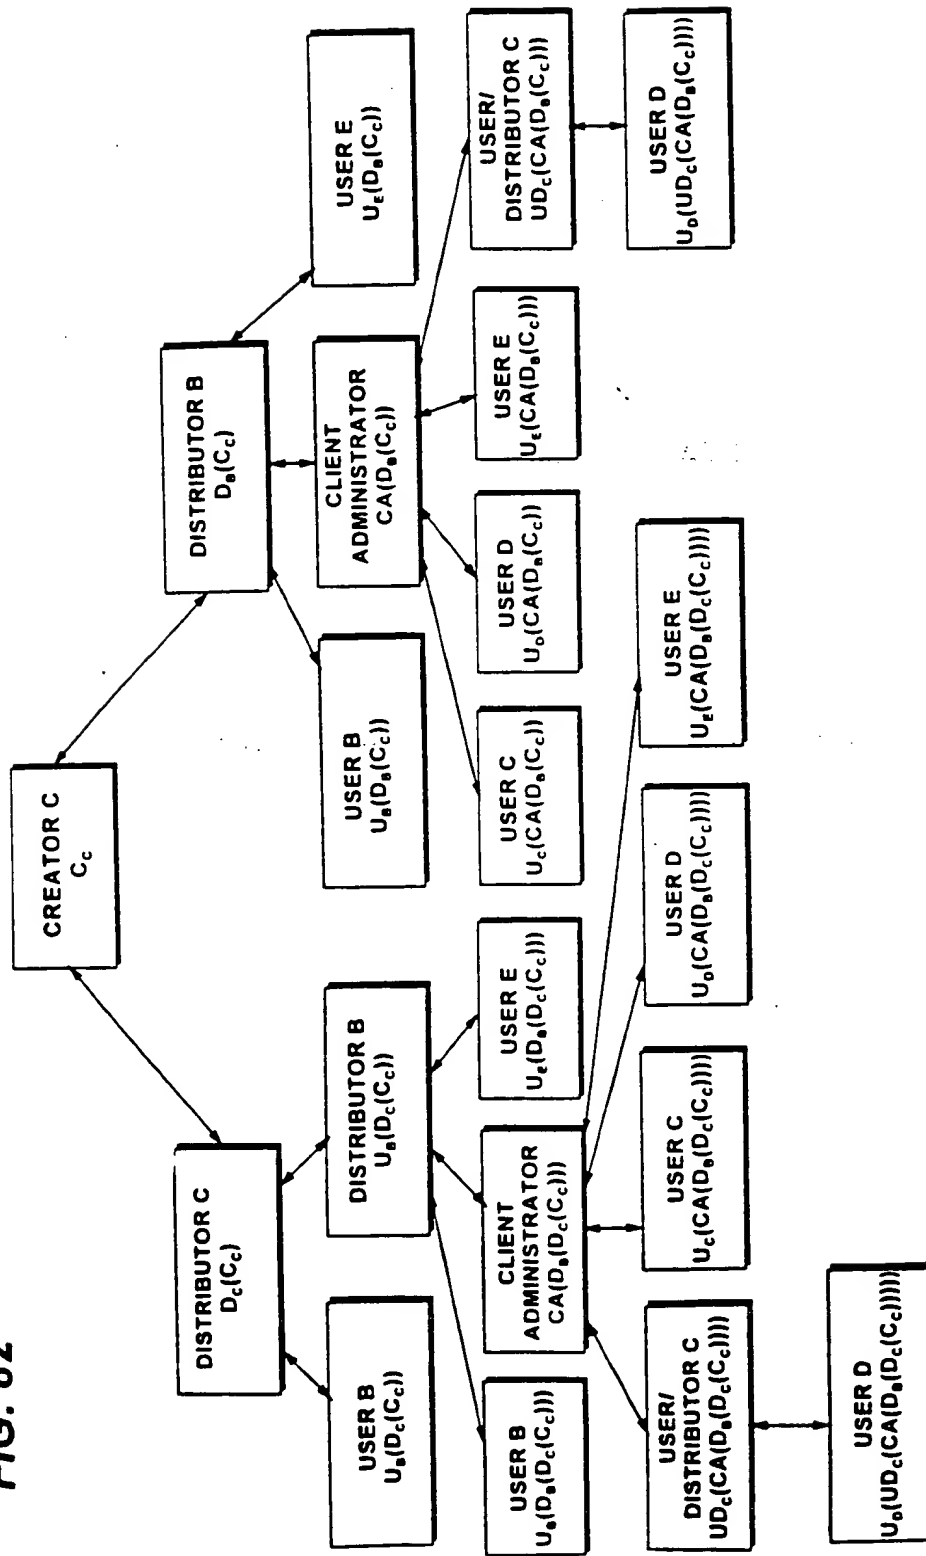 FIG. 82
CREATOR C
C_C
DISTRIBUTOR C
D_C(C_C)
DISTRIBUTOR B
D_B(C_C)
USER B
U_B(D_C(C_C))
DISTRIBUTOR B
U_B(D_C(C_C))
USER B
U_B(D_B(C_C))
CLIENT
ADMINISTRATOR
CA(D_B(C_C))
USER E
U_E(D_B(C_C))
USER B
U_B(D_B(D_C(C_C)))
CLIENT
ADMINISTRATOR
CA(D_B(D_C(C_C)))
USER E
U_E(D_B(D_C(C_C)))
USER C
U_C(CA(D_B(C_C))
USER D
U_D(CA(D_B(C_C))
USER E
U_E(CA(D_B(C_C)))
USER/
DISTRIBUTOR C
UD_C(CA(D_B(C_C)))
USER/
DISTRIBUTOR C
UD_C(CA(D_B(D_C(C_C))))
USER C
U_C(CA(D_B(D_C(C_C))))
USER D
U_D(CA(D_B(D_C(C_C))))
USER E
U_E(CA(D_B(D_C(C_C))))
USER D
U_D(UD_C(CA(D_B(C_C))))
USER D
U_D(UD_C(CA(D_B(D_C(C_C)))))